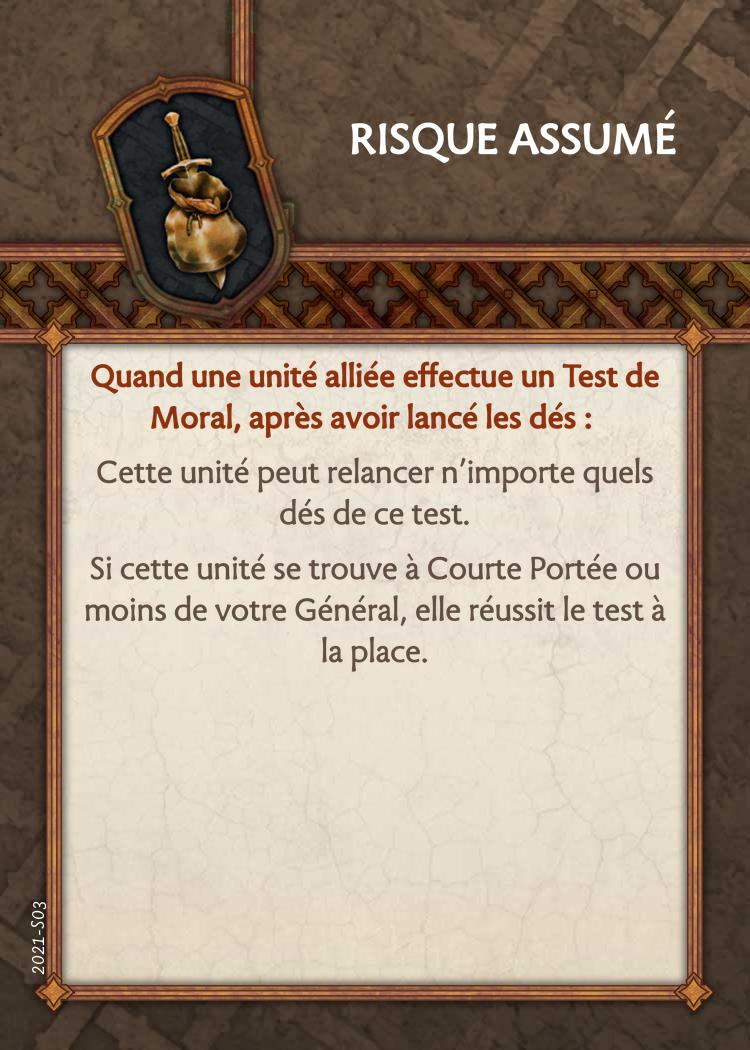 RISQUE ASSUMÉ
Quand une unité alliée effectue un Test de
Moral, après avoir lancé les dés :
Cette unité peut relancer n'importe quels
dés de ce test.
Si cette unité se trouve à Courte Portée ou
moins de votre Général, elle réussit le test à
la place.
2021-S03